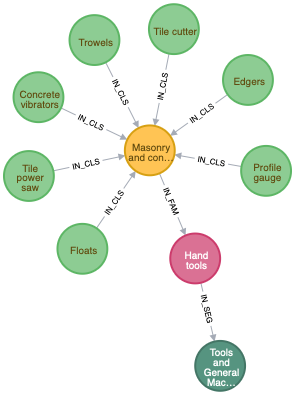 Tile cutter
Trowels
IN_CLS
IN_CLS
Edgers
IN_CLS
Concrete
vibrators
IN_CLS
Masonry
and con…
Tile
power
saw
IN_CLS
IN_CLS
Profile
gauge
IN_CLS
Floats
IN_FAM
Hand
tools
IN_SEG
Tools
and
General
Mac…